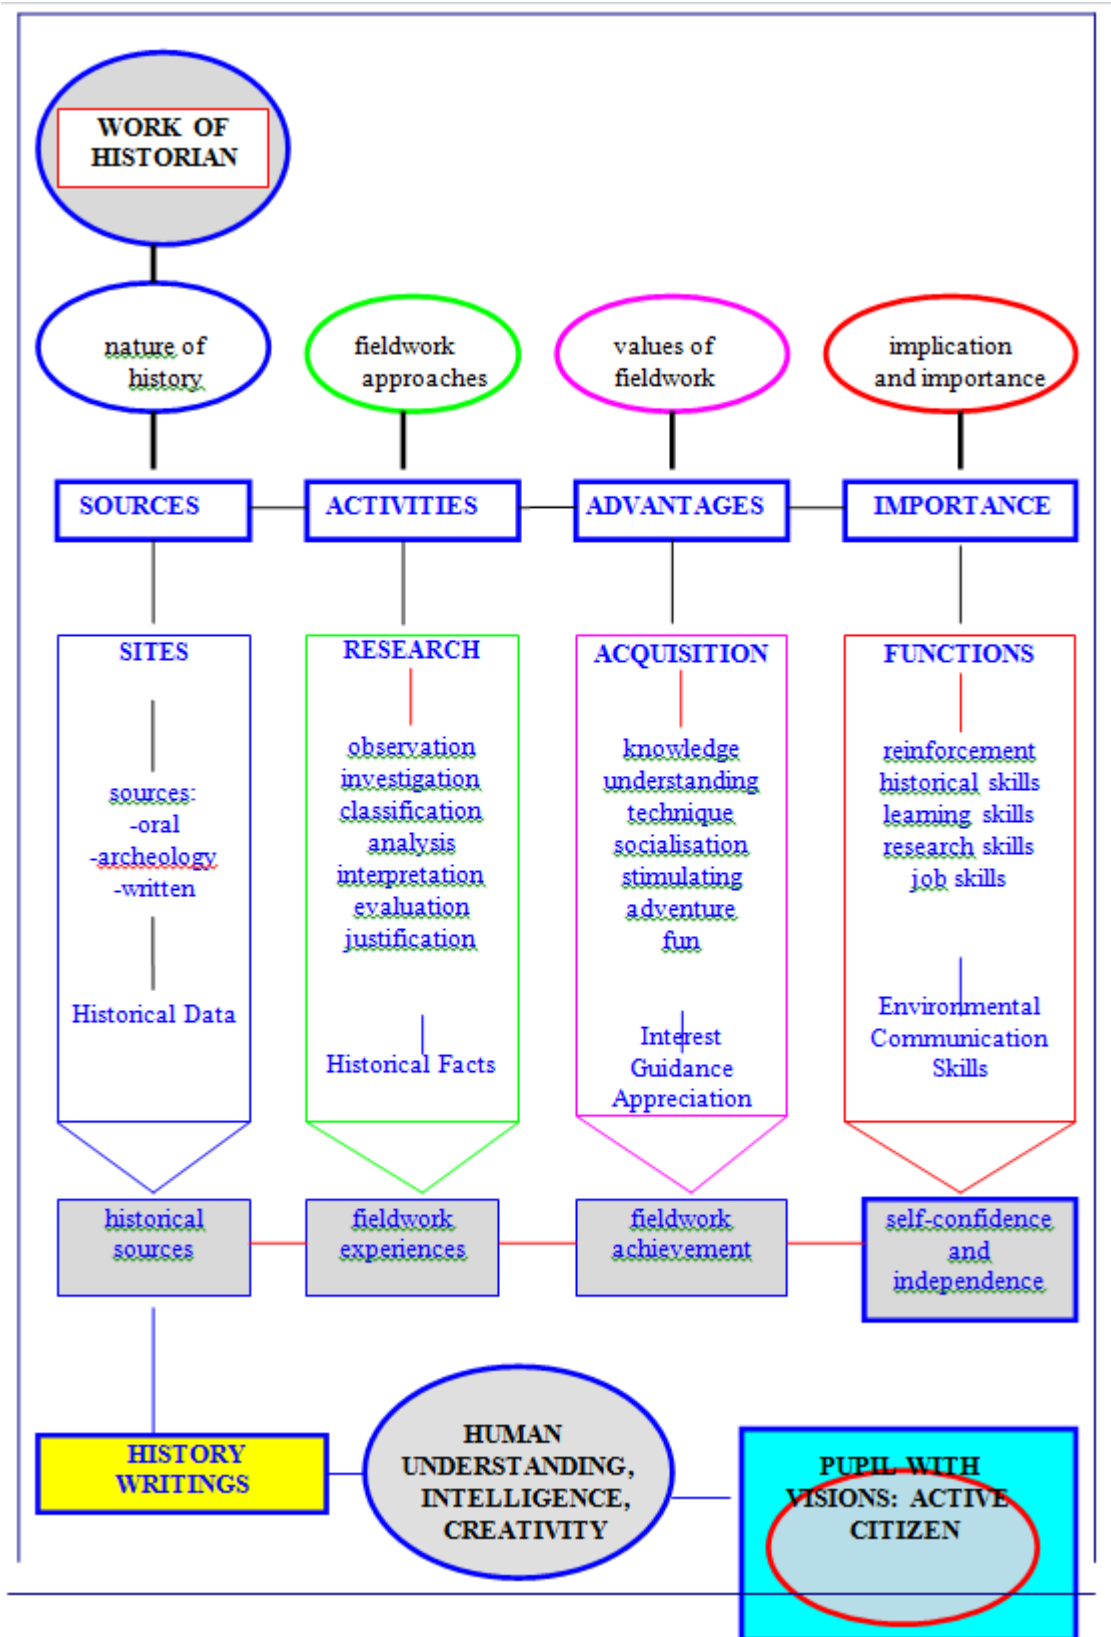 WORK OF
HISTORIAN
nature of
history
fieldwork
approaches
values of
fieldwork
implication
and importance
SOURCES
ACTIVITIES
ADVANTAGES
IMPORTANCE
SITES
sources:
-oral
-archeology
-written
Historical Data
RESEARCH
observation
investigation
classification
analysis
interpretation
evaluation
justification
Historical Facts
ACQUISITION
knowledge
understanding
technique
socialisation
stimulating
adventure
fun
Interest
Guidance
Appreciation
FUNCTIONS
reinforcement
historical skills
learning skills
research skills
job skills
Environmental
Communication
Skills
historical
sources
fieldwork
experiences
fieldwork
achievement
self-confidence
and
independence
HISTORY
WRITINGS
HUMAN
UNDERSTANDING,
INTELLIGENCE,
CREATIVITY
PUPIL WITH
VISIONS: ACTIVE
CITIZEN